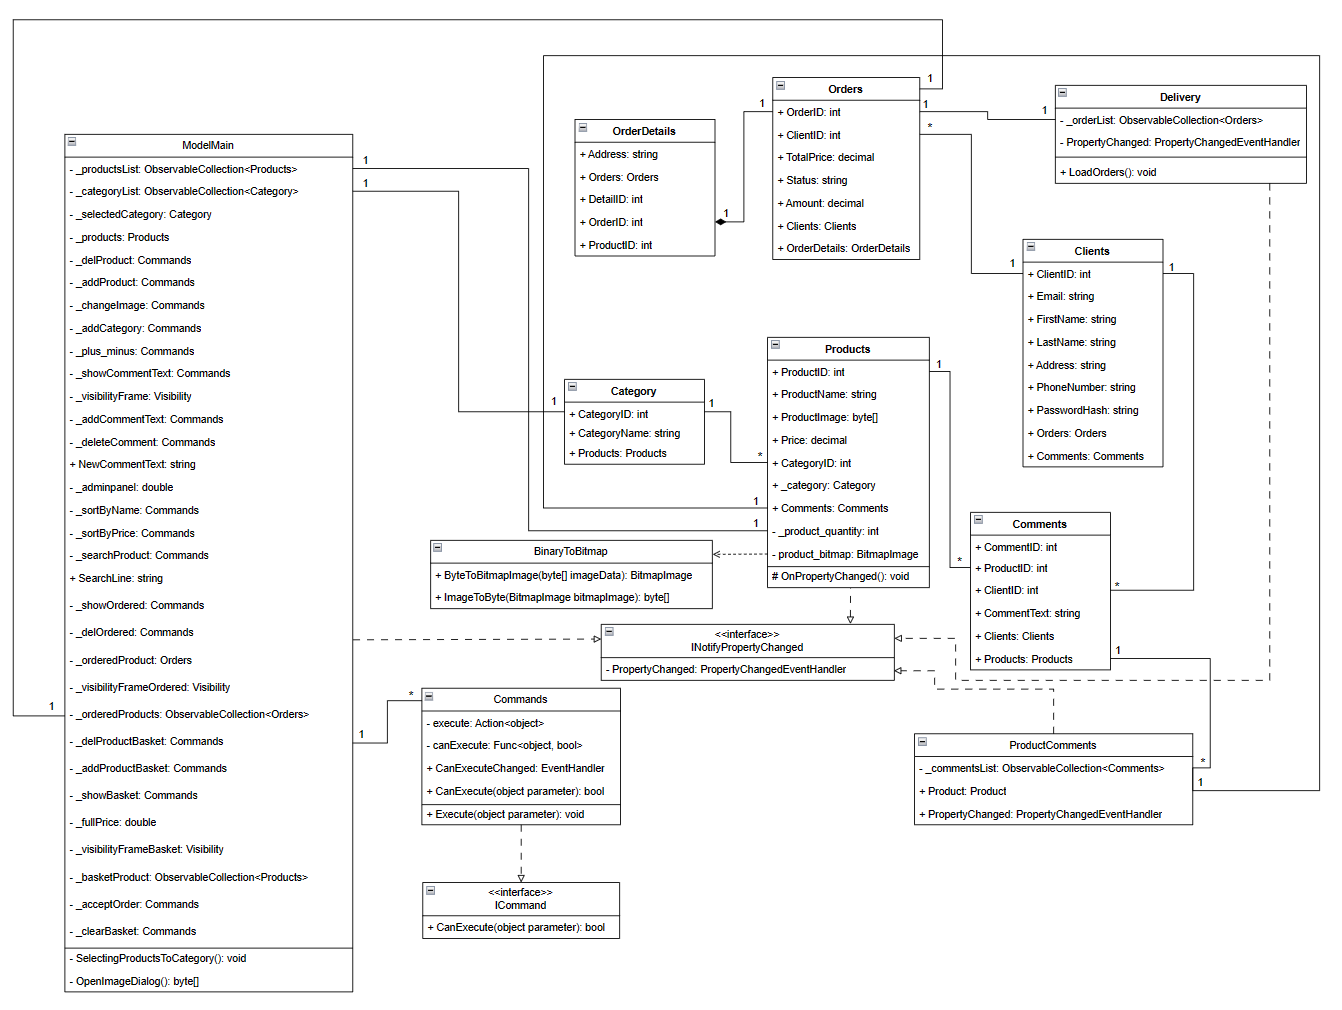 ModelMain
- _productsList: ObservableCollection<Products>
- _categoryList: ObservableCollection<Category>
- _selectedCategory: Category
- _products: Products
- _delProduct: Commands
- _addProduct: Commands
- _changeImage: Commands
- _addCategory: Commands
- _plus_minus: Commands
- _showCommentText: Commands
- _visibilityFrame: Visibility
- _addCommentText: Commands
- _deleteComment: Commands
+ NewCommentText: string
- _adminpanel: double
- _sortByName: Commands
- _sortByPrice: Commands
- _searchProduct: Commands
+ SearchLine: string
- _showOrdered: Commands
- _delOrdered: Commands
- _orderedProduct: Orders
- _visibilityFrameOrdered: Visibility
- _orderedProducts: ObservableCollection<Orders>
- _delProductBasket: Commands
- _addProductBasket: Commands
- _showBasket: Commands
- _fullPrice: double
- _visibilityFrameBasket: Visibility
- _basketProduct: ObservableCollection<Products>
- _acceptOrder: Commands
- _clearBasket: Commands
- SelectingProductsToCategory(): void
- OpenImageDialog(): byte[]
1
1
1
1
OrderDetails
+ Address: string
+ Orders: Orders
+ DetailID: int
+ OrderID: int
+ ProductID: int
1
1
Orders
+ OrderID: int
+ ClientID: int
+ TotalPrice: decimal
+ Status: string
+ Amount: decimal
+ Clients: Clients
+ OrderDetails: OrderDetails
1
1
*
1
Delivery
- _orderList: ObservableCollection<Orders>
- PropertyChanged: PropertyChangedEventHandler
+ LoadOrders(): void
1
Clients
+ ClientID: int
+ Email: string
+ FirstName: string
+ LastName: string
+ Address: string
+ PhoneNumber: string
+ PasswordHash: string
+ Orders: Orders
+ Comments: Comments
1
1
Category
+ CategoryID: int
+ CategoryName: string
+ Products: Products
1
*
1
1
Products
+ ProductID: int
+ ProductName: string
+ ProductImage: byte[]
+ Price: decimal
+ CategoryID: int
+ _category: Category
+ Comments: Comments
- _product_quantity: int
- product_bitmap: BitmapImage
# OnPropertyChanged(): void
1
*
Comments
+ CommentID: int
+ ProductID: int
+ ClientID: int
+ CommentText: string
+ Clients: Clients
+ Products: Products
*
1
BinaryToBitmap
+ ByteToBitmapImage(byte[] imageData): BitmapImage
+ ImageToByte(BitmapImage bitmapImage): byte[]
<<interface>>
INotifyPropertyChanged
- PropertyChanged: PropertyChangedEventHandler
*
Commands
- execute: Action<object>
- canExecute: Func<object, bool>
+ CanExecuteChanged: EventHandler
+ CanExecute(object parameter): bool
+ Execute(object parameter): void
ProductComments
- _commentsList: ObservableCollection<Comments>
+ Product: Product
+ PropertyChanged: PropertyChangedEventHandler
*
1
<<interface>>
ICommand
+ CanExecute(object parameter): bool